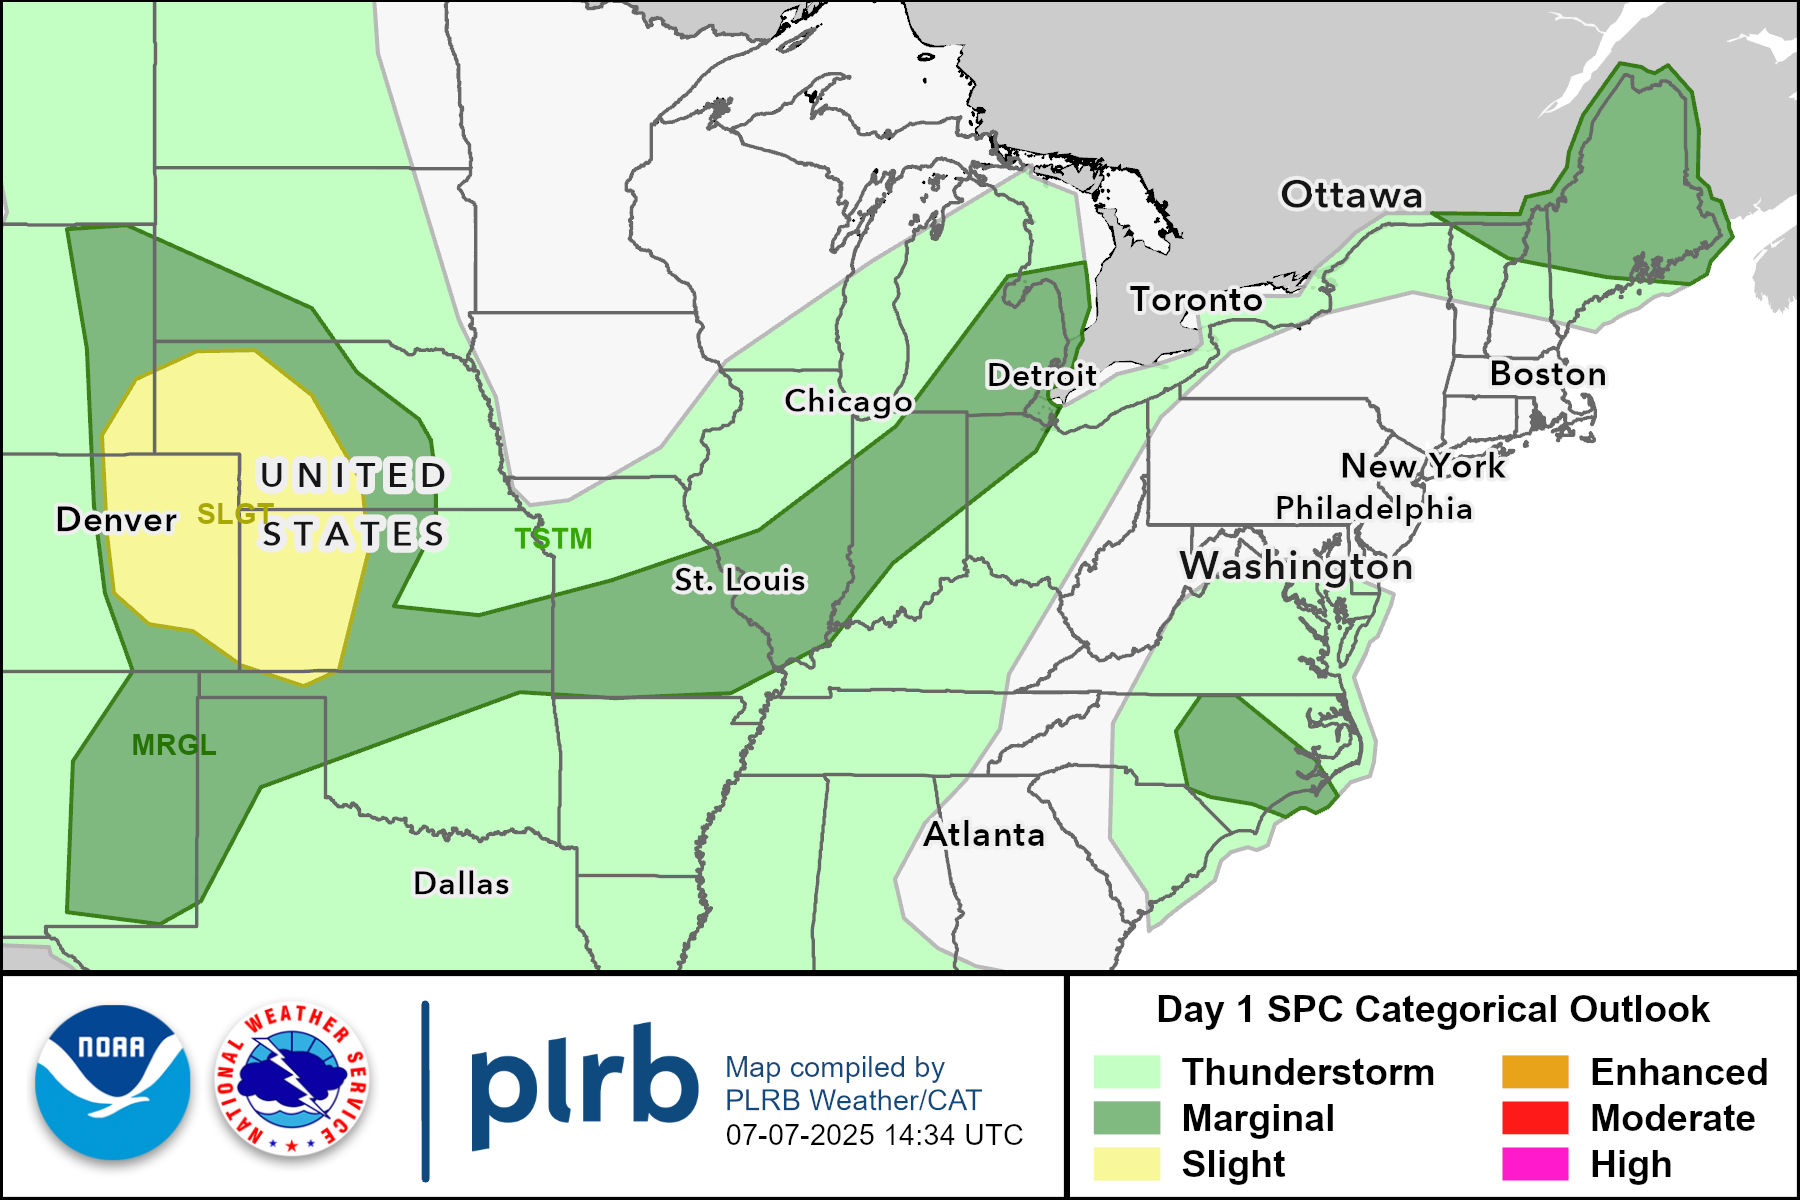 Ottawa
Toronto
Detroit
Boston
Chicago
New York
UNITED
Philadelphia
Denver
SLGT
STATES
TSTM
Washington
St. Louis
MRGL
Atlanta
Dallas
NOAA
NATIONAL WEATHER SERVICE
plrb
Map compiled by
PLRB Weather/CAT
07-07-2025 14:34 UTC
Day 1 SPC Categorical Outlook
Thunderstorm
Marginal
Slight
Enhanced
Moderate
High